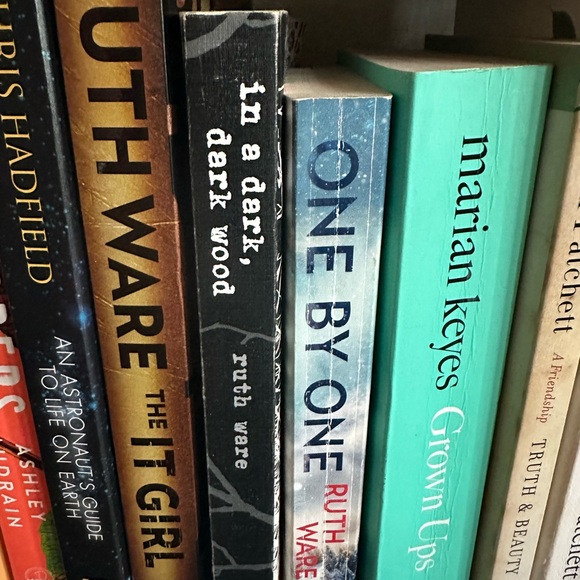 ASHLEY
HRIS HADFIELD
AN ASTRONAUT'S GUIDE
TO LIFE ON EARTH
UTH WARE THE IT GIRL
in a dark,
dark wood
ruth ware
ONE BY ONE
RUTH
WARE
marian keyes Grown Ups
Patchett
A Friendship
TRUTH & BEAUTY